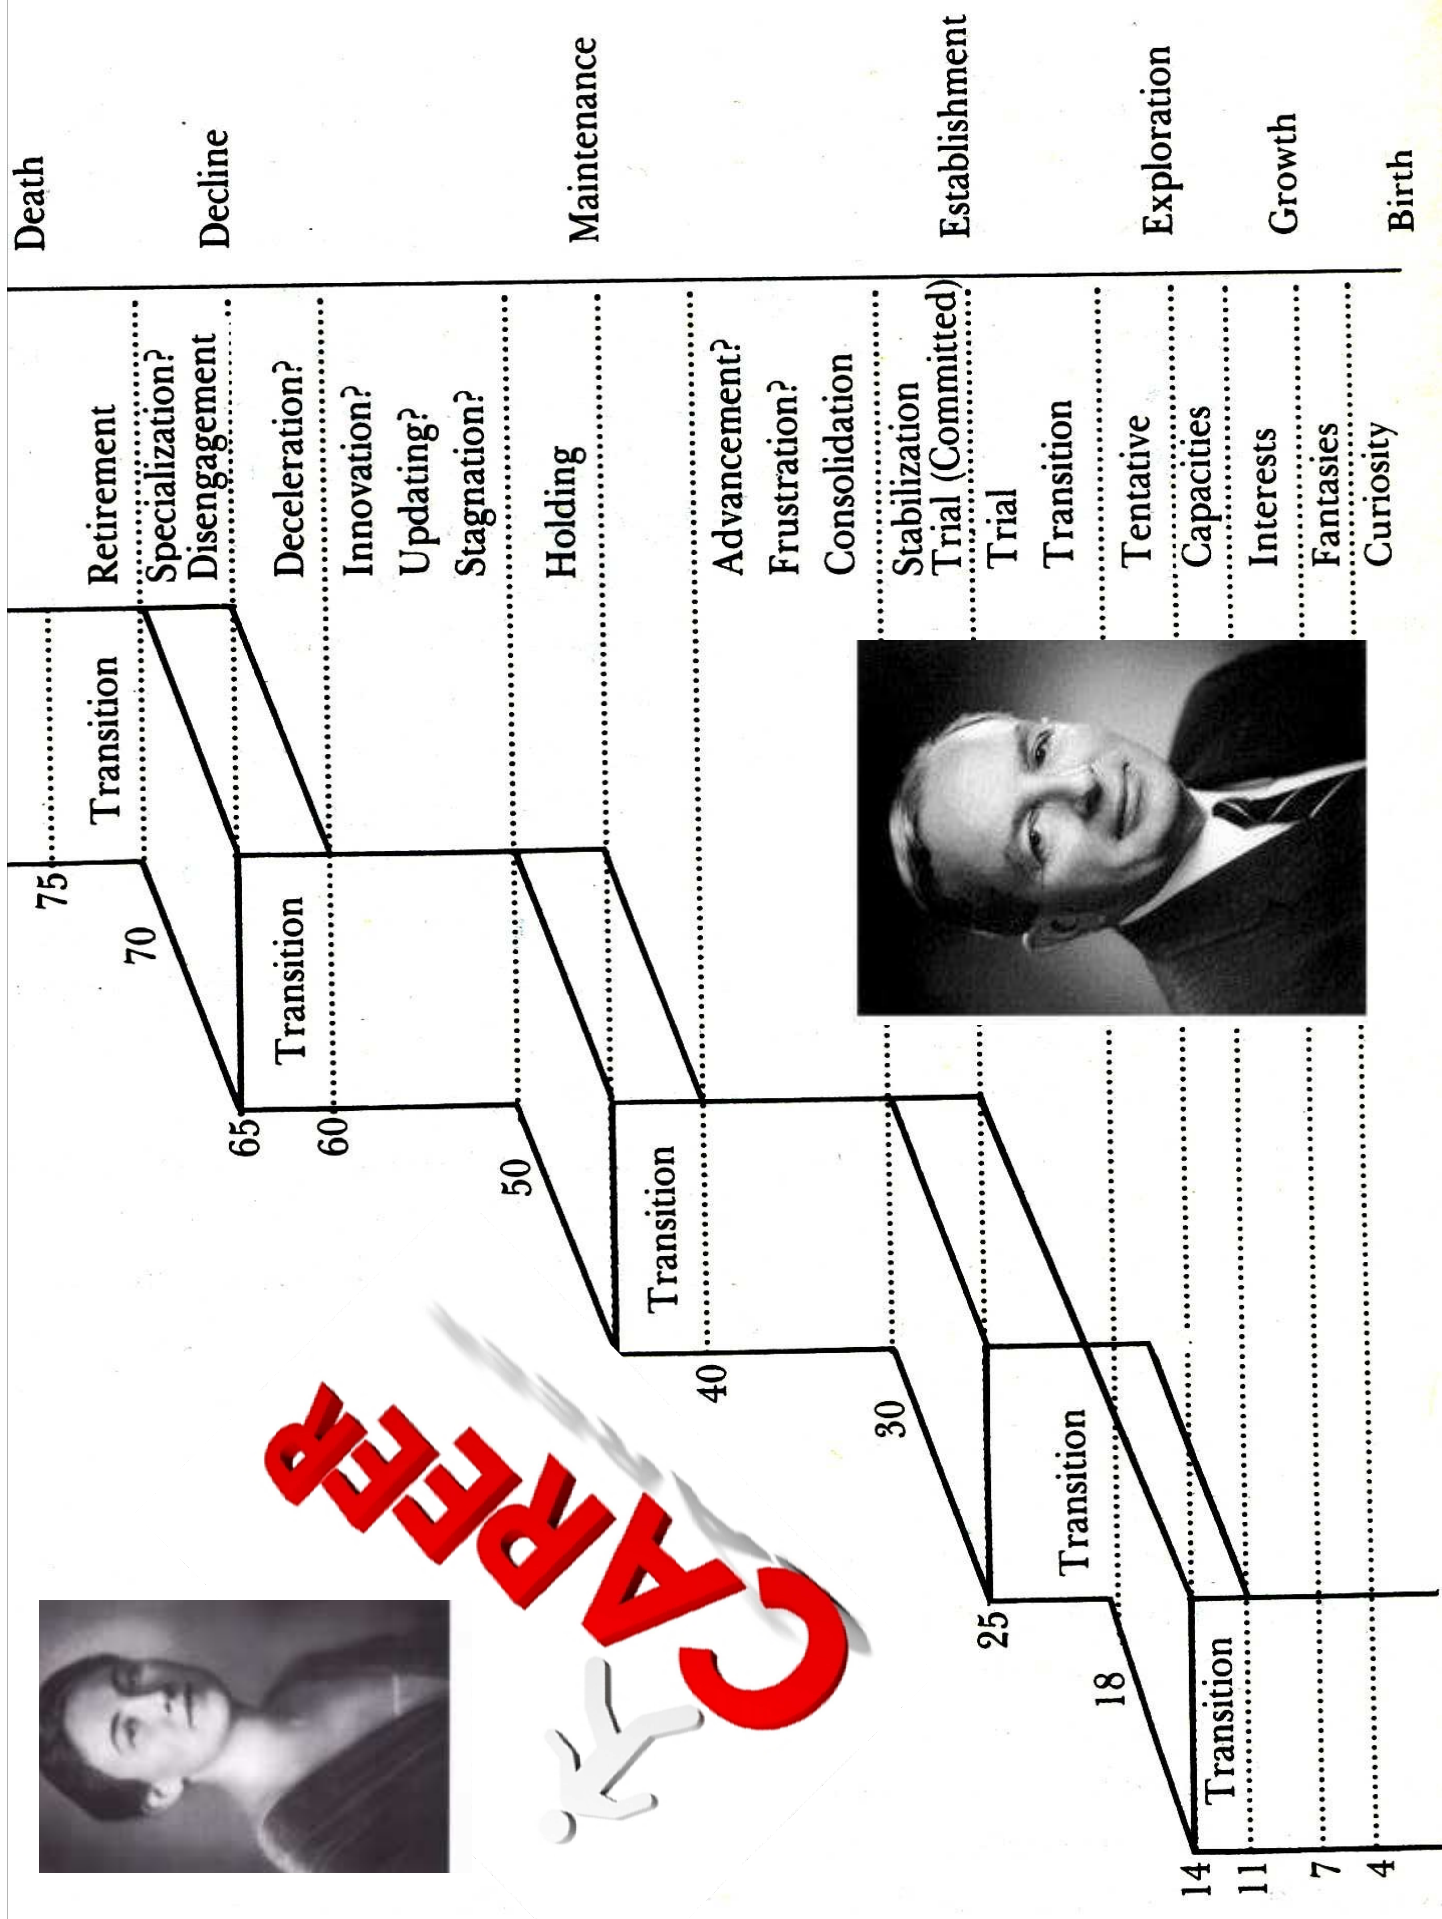 Death
75
Transition Retirement
70
Specialization?
Disengagement
Decline
65
Transition Deceleration?
60
Innovation?
Updating?
Stagnation?
50
Holding
Maintenance
CAREER
Transition
40
Advancement?
Frustration?
Consolidation
30
Stabilization
Trial (Committed)
Establishment
25
Trial
Transition Transition
18
Tentative
Exploration
14 Capacities
Transition
11 Interests
Growth
7 Fantasies
4 Curiosity
Birth